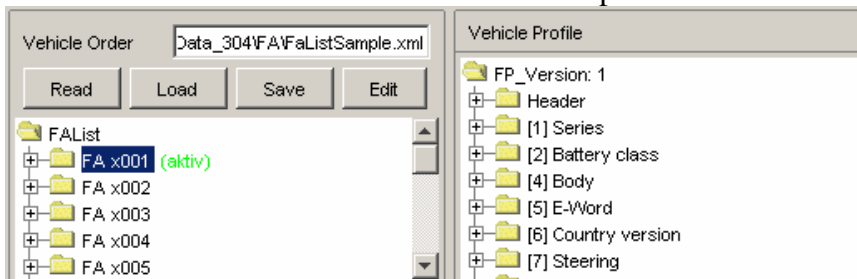 Vehicle Order Data_304\FA\FaListSample.xml
Read Load Save Edit
FAList
FA x001 (aktiv)
FA x002
FA x003
FA x004
FA x005
Vehicle Profile
FP_Version: 1
Header
[1] Series
[2] Battery class
[4] Body
[5] E-Word
[6] Country version
[7] Steering